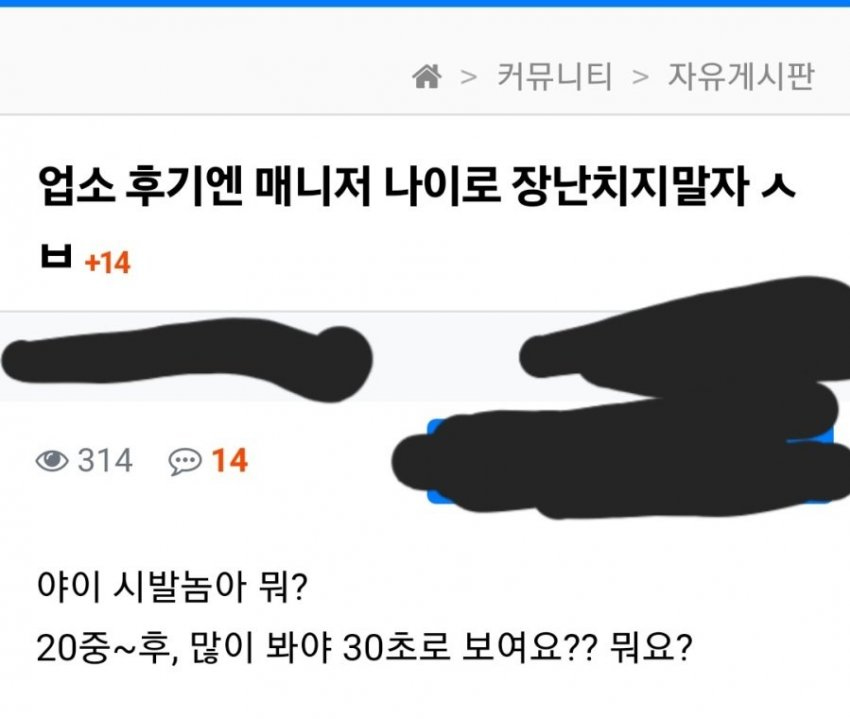 > 커뮤니티 > 자유게시판
업소 후기엔 매니저 나이로 장난치지말자 ㅅ
ㅂ +14
314 14
야이 시발놈아 뭐?
20중~후, 많이 봐야 30초로 보여요?? 뭐요?